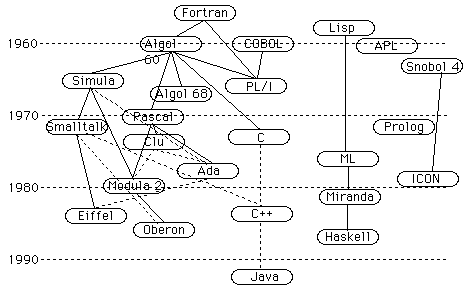 Fortran
Lisp
1960
Algol 60
COBOL
APL
Snobol 4
Simula
Algol 68
PL/I
1970
Pascal
Smalltalk
Prolog
Clu
C
ML
Ada
1980
Modula 2
ICON
Miranda
Eiffel
C++
Oberon
Haskell
1990
Java